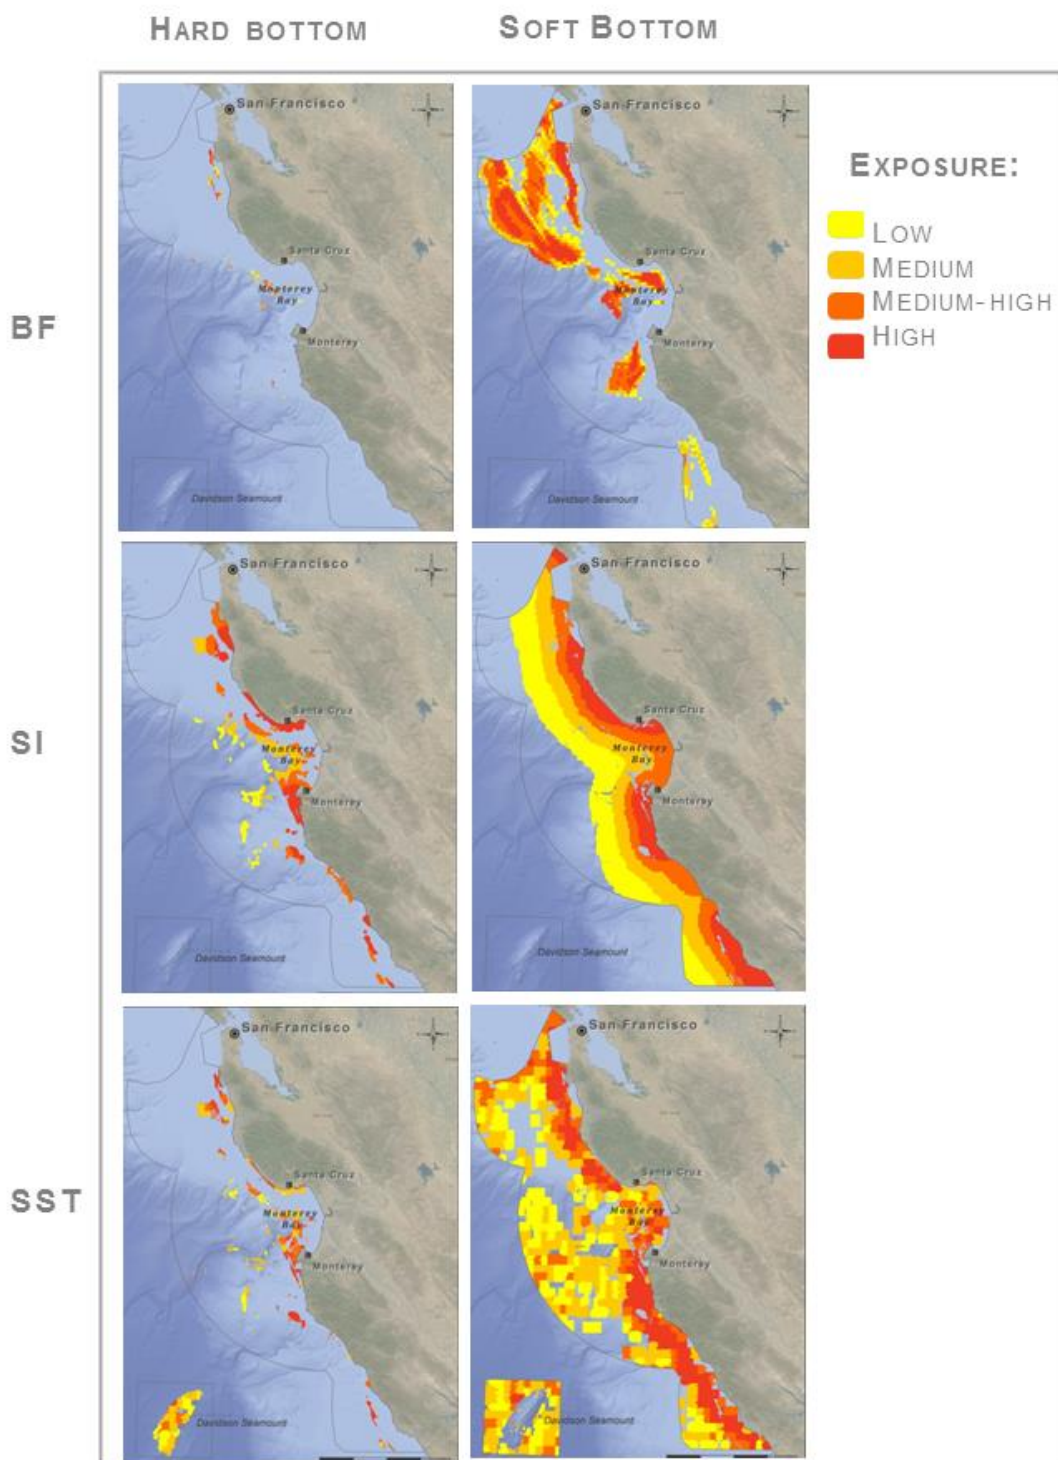 HARD BOTTOM
SOFT BOTTOM
San Francisco
Santa Cruz
Monterey
Bay
Monterey
Davidson Seamount
San Francisco
Santa Cruz
Monterey
Bay
Monterey
Davidson Seamount
EXPOSURE:
LOW
MEDIUM
MEDIUM-HIGH
HIGH
BF
San Francisco
Santa Cruz
Monterey
Bay
Monterey
Davidson Seamount
San Francisco
Santa Cruz
Monterey
Bay
Monterey
Davidson Seamount
SI
San Francisco
Santa Cruz
Monterey
Bay
Monterey
Davidson Seamount
San Francisco
Santa Cruz
Monterey
Bay
Monterey
Davidson Seamount
SST